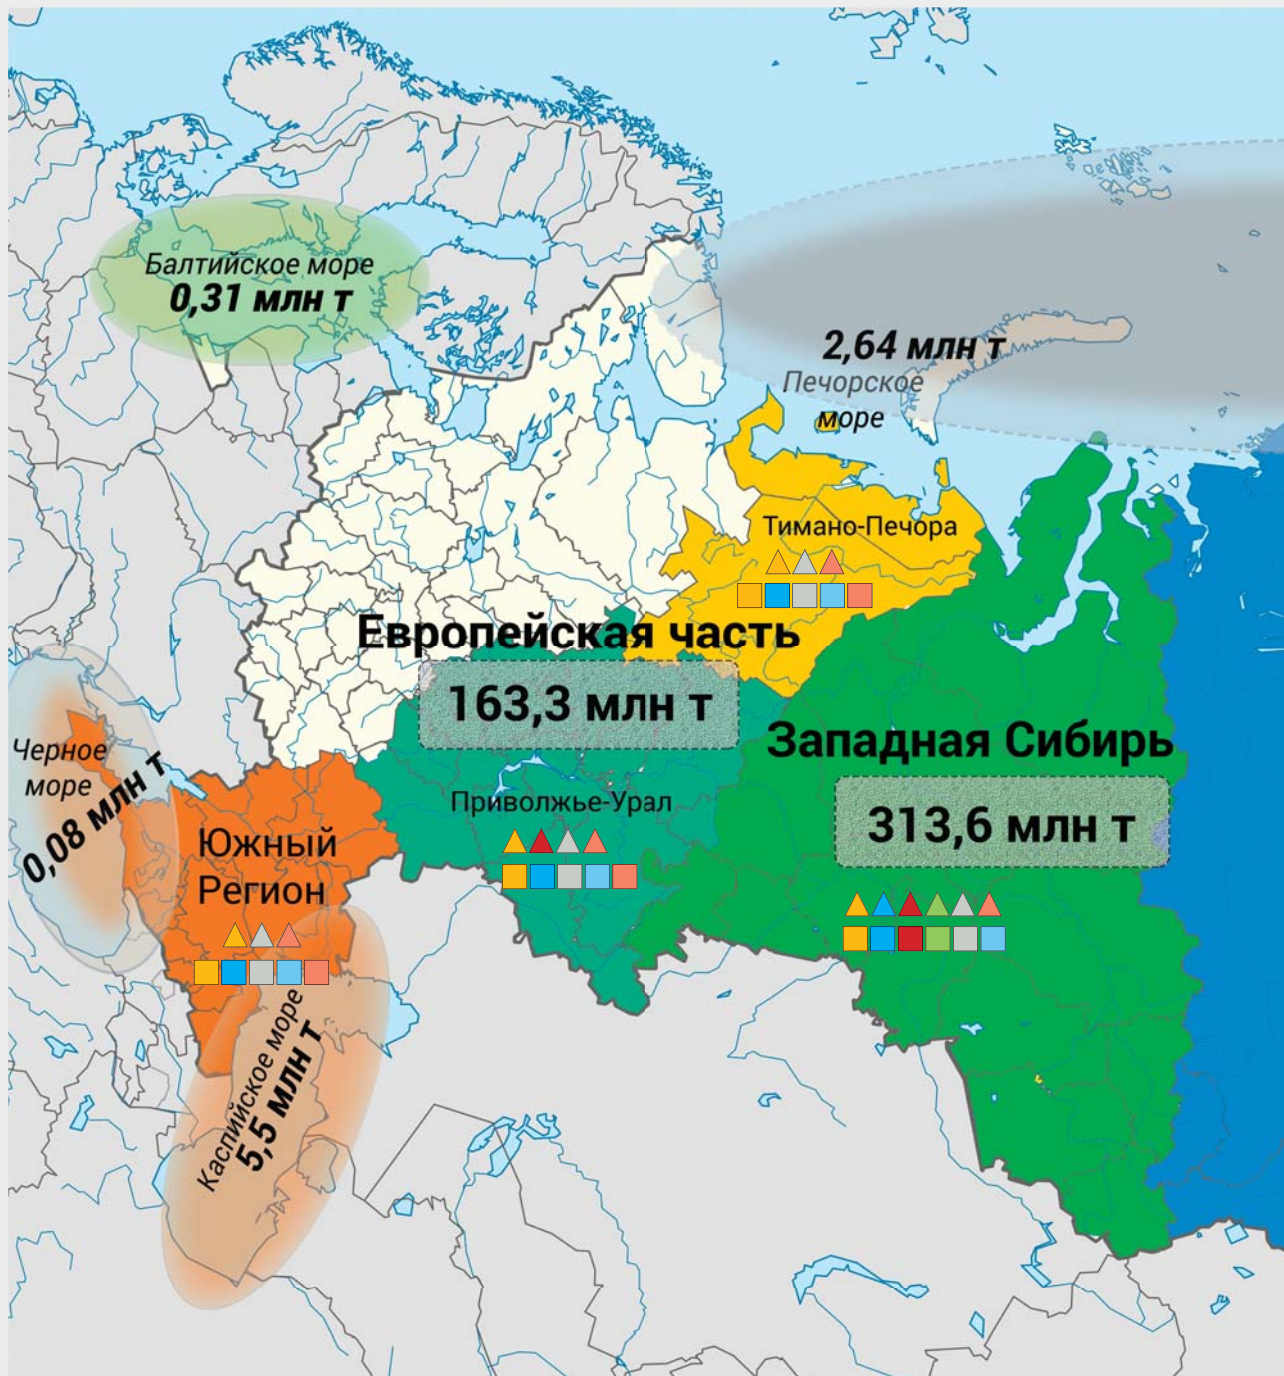 Балтийское море
0,31 млн т
2,64 млн т
Печорское
море
Тимано-Печора
Европейская часть
163,3 млн т
Западная Сибирь
313,6 млн т
Приволжье-Урал
Черное
море
0,08 млн т
Южный
Регион
Каспийское море
5,5 млн т